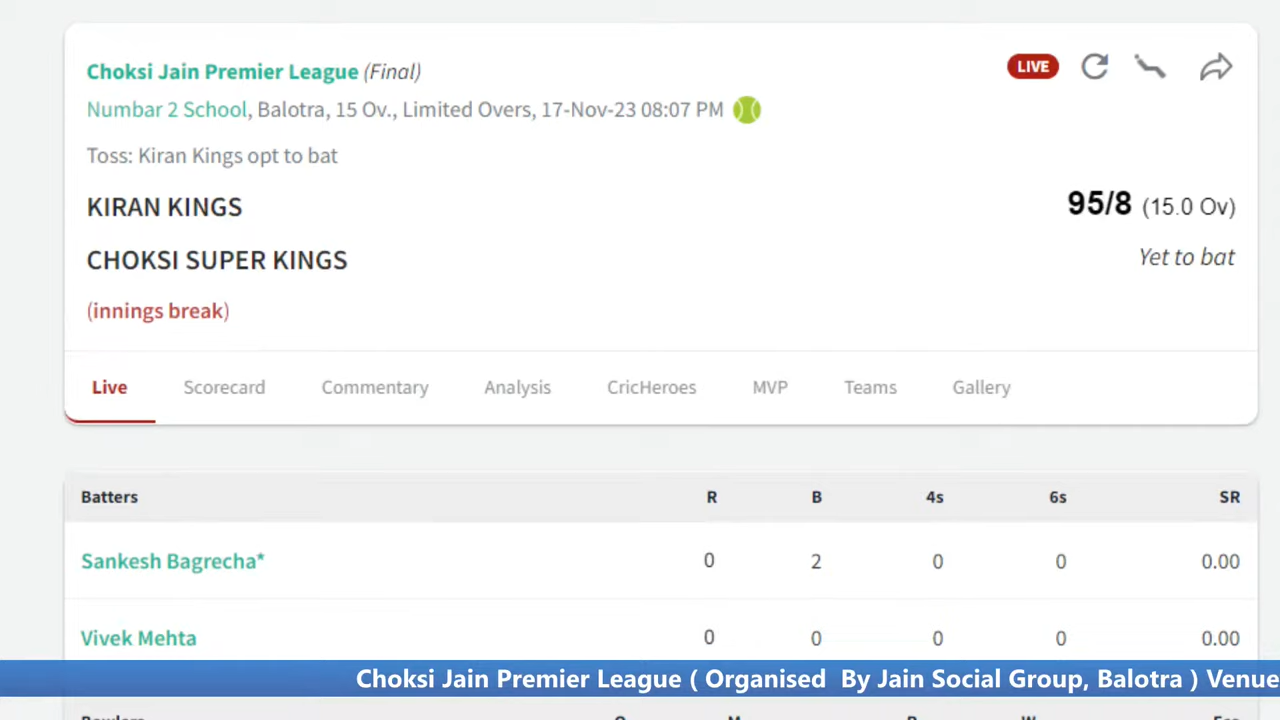 Choksi Jain Premier League (Final)
LIVE
Numbar 2 School, Balotra, 15 Ov., Limited Overs, 17-Nov-23 08:07 PM
Toss: Kiran Kings opt to bat
KIRAN KINGS 95/8 (15.0 Ov)
CHOKSI SUPER KINGS Yet to bat
(innings break)
Live Scorecard Commentary Analysis CricHeroes MVP Teams Gallery
Batters R B 4s 6s SR
Sankesh Bagrecha* 0 2 0 0 0.00
Vivek Mehta 0 0 0 0 0.00
Choksi Jain Premier League ( Organised By Jain Social Group, Balotra ) Venue